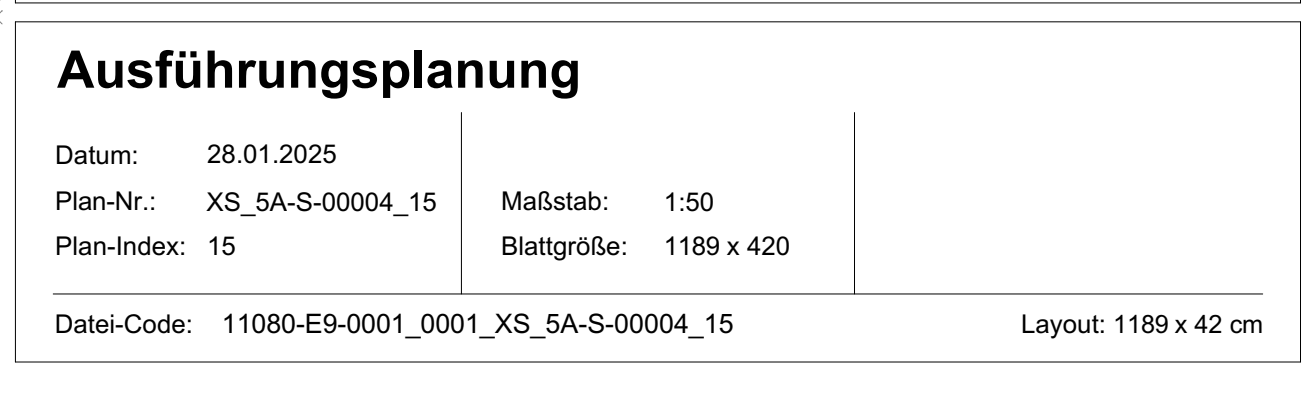 Ausführungsplanung
Datum: 28.01.2025
Plan-Nr.: XS_5A-S-00004_15 Maßstab: 1:50
Plan-Index: 15 Blattgröße: 1189 x 420
Datei-Code: 11080-E9-0001_0001_XS_5A-S-00004_15 Layout: 1189 x 42 cm